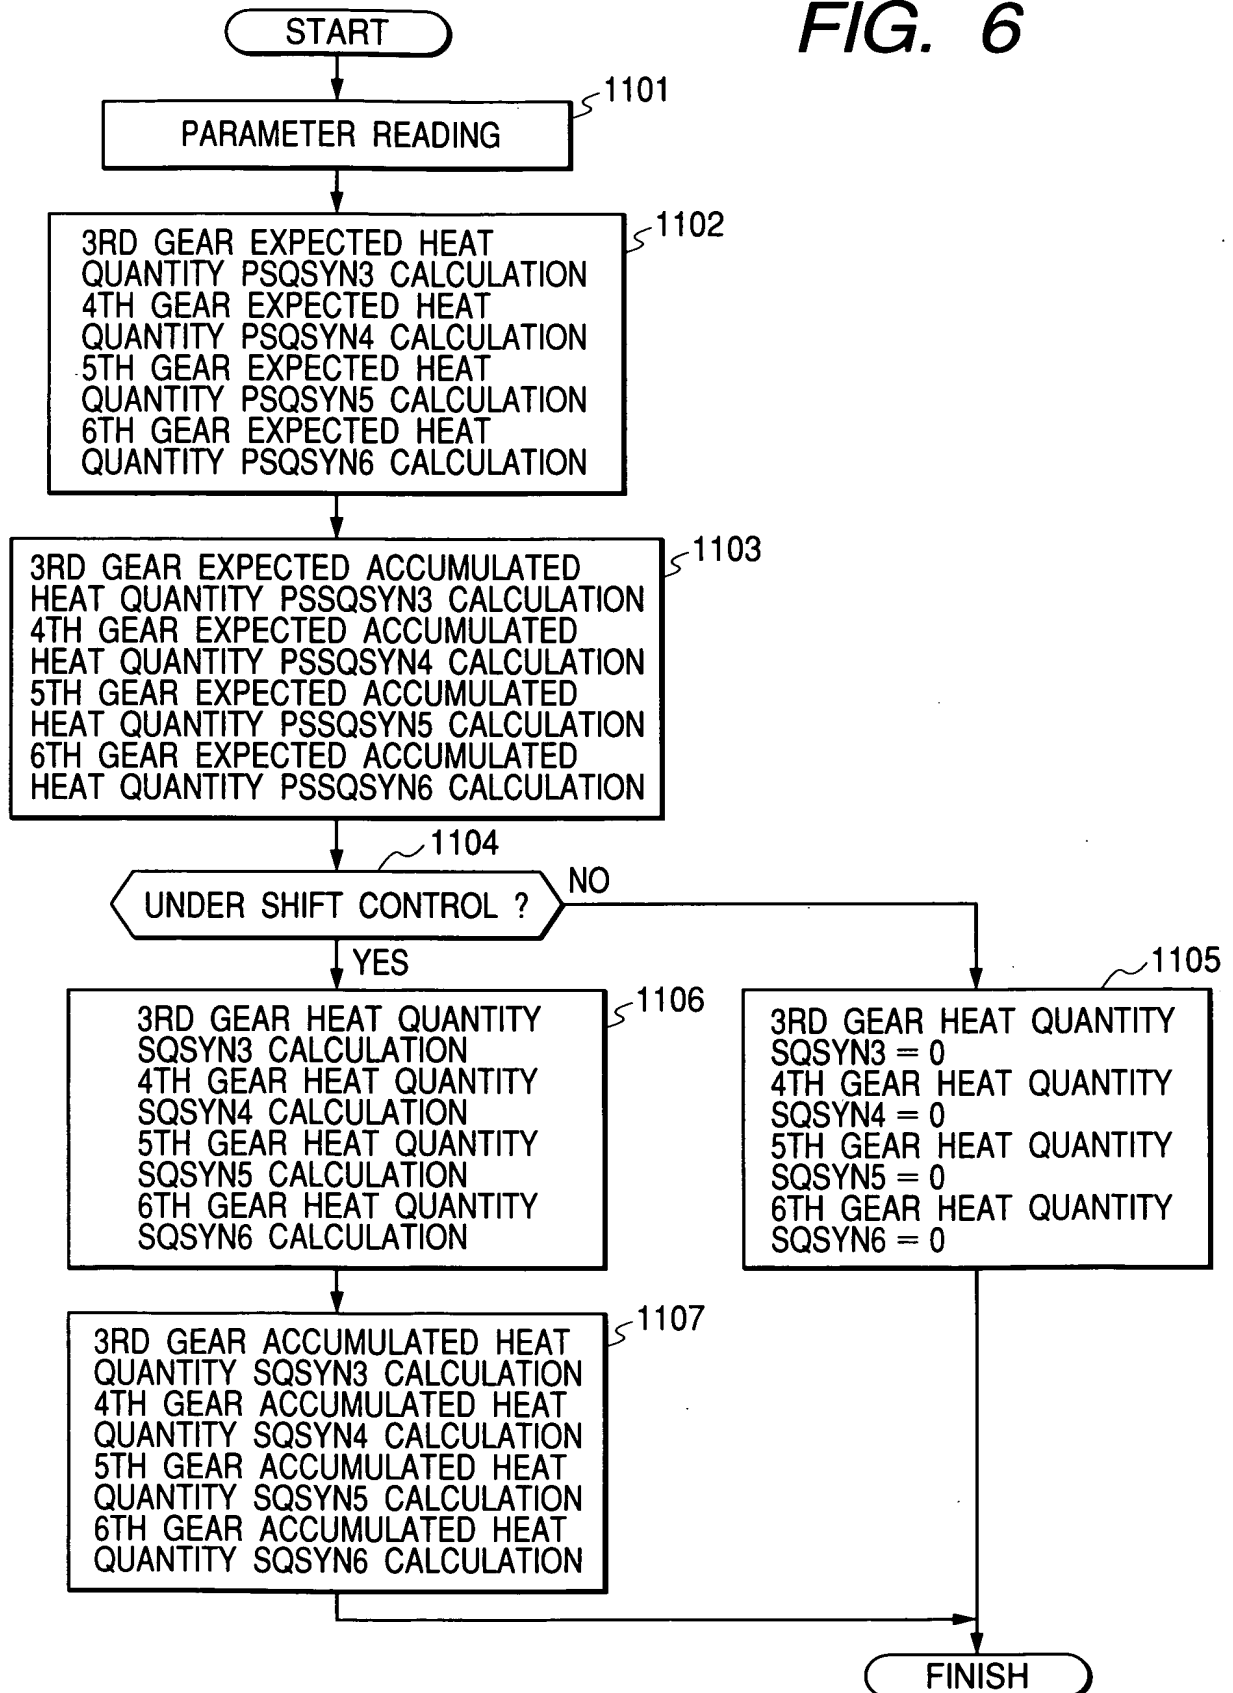 FIG. 6
START
1101
PARAMETER READING
1102
3RD GEAR EXPECTED HEAT
QUANTITY PSQSYN3 CALCULATION
4TH GEAR EXPECTED HEAT
QUANTITY PSQSYN4 CALCULATION
5TH GEAR EXPECTED HEAT
QUANTITY PSQSYN5 CALCULATION
6TH GEAR EXPECTED HEAT
QUANTITY PSQSYN6 CALCULATION
1103
3RD GEAR EXPECTED ACCUMULATED
HEAT QUANTITY PSSQSYN3 CALCULATION
4TH GEAR EXPECTED ACCUMULATED
HEAT QUANTITY PSSQSYN4 CALCULATION
5TH GEAR EXPECTED ACCUMULATED
HEAT QUANTITY PSSQSYN5 CALCULATION
6TH GEAR EXPECTED ACCUMULATED
HEAT QUANTITY PSSQSYN6 CALCULATION
1104
UNDER SHIFT CONTROL ?
NO
YES
1106
3RD GEAR HEAT QUANTITY
SQSYN3 CALCULATION
4TH GEAR HEAT QUANTITY
SQSYN4 CALCULATION
5TH GEAR HEAT QUANTITY
SQSYN5 CALCULATION
6TH GEAR HEAT QUANTITY
SQSYN6 CALCULATION
1105
3RD GEAR HEAT QUANTITY
SQSYN3 = 0
4TH GEAR HEAT QUANTITY
SQSYN4 = 0
5TH GEAR HEAT QUANTITY
SQSYN5 = 0
6TH GEAR HEAT QUANTITY
SQSYN6 = 0
1107
3RD GEAR ACCUMULATED HEAT
QUANTITY SQSYN3 CALCULATION
4TH GEAR ACCUMULATED HEAT
QUANTITY SQSYN4 CALCULATION
5TH GEAR ACCUMULATED HEAT
QUANTITY SQSYN5 CALCULATION
6TH GEAR ACCUMULATED HEAT
QUANTITY SQSYN6 CALCULATION
FINISH